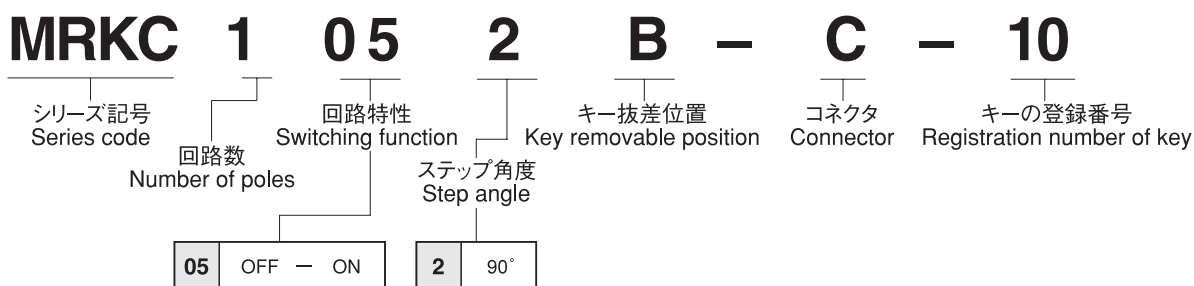 MRKC 1 05 2 B – C – 10
シリーズ記号
Series code
回路数
Number of poles
回路特性
Switching function
ステップ角度
Step angle
キー抜差位置
Key removable position
コネクタ
Connector
キーの登録番号
Registration number of key
05 OFF — ON
2 90°